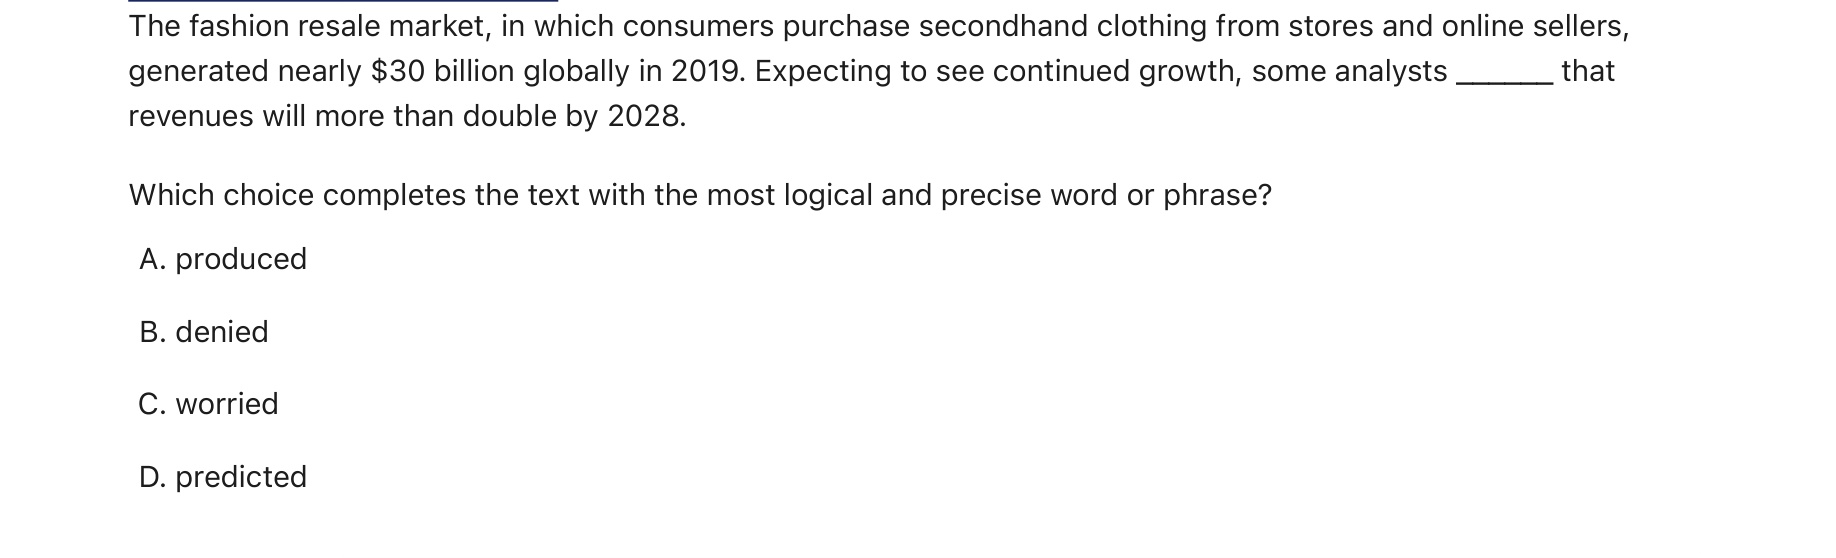 The fashion resale market, in which consumers purchase secondhand clothing from stores and online sellers,
generated nearly $30 billion globally in 2019. Expecting to see continued growth, some analysts ______ that
revenues will more than double by 2028.
Which choice completes the text with the most logical and precise word or phrase?
A. produced
B. denied
C. worried
D. predicted